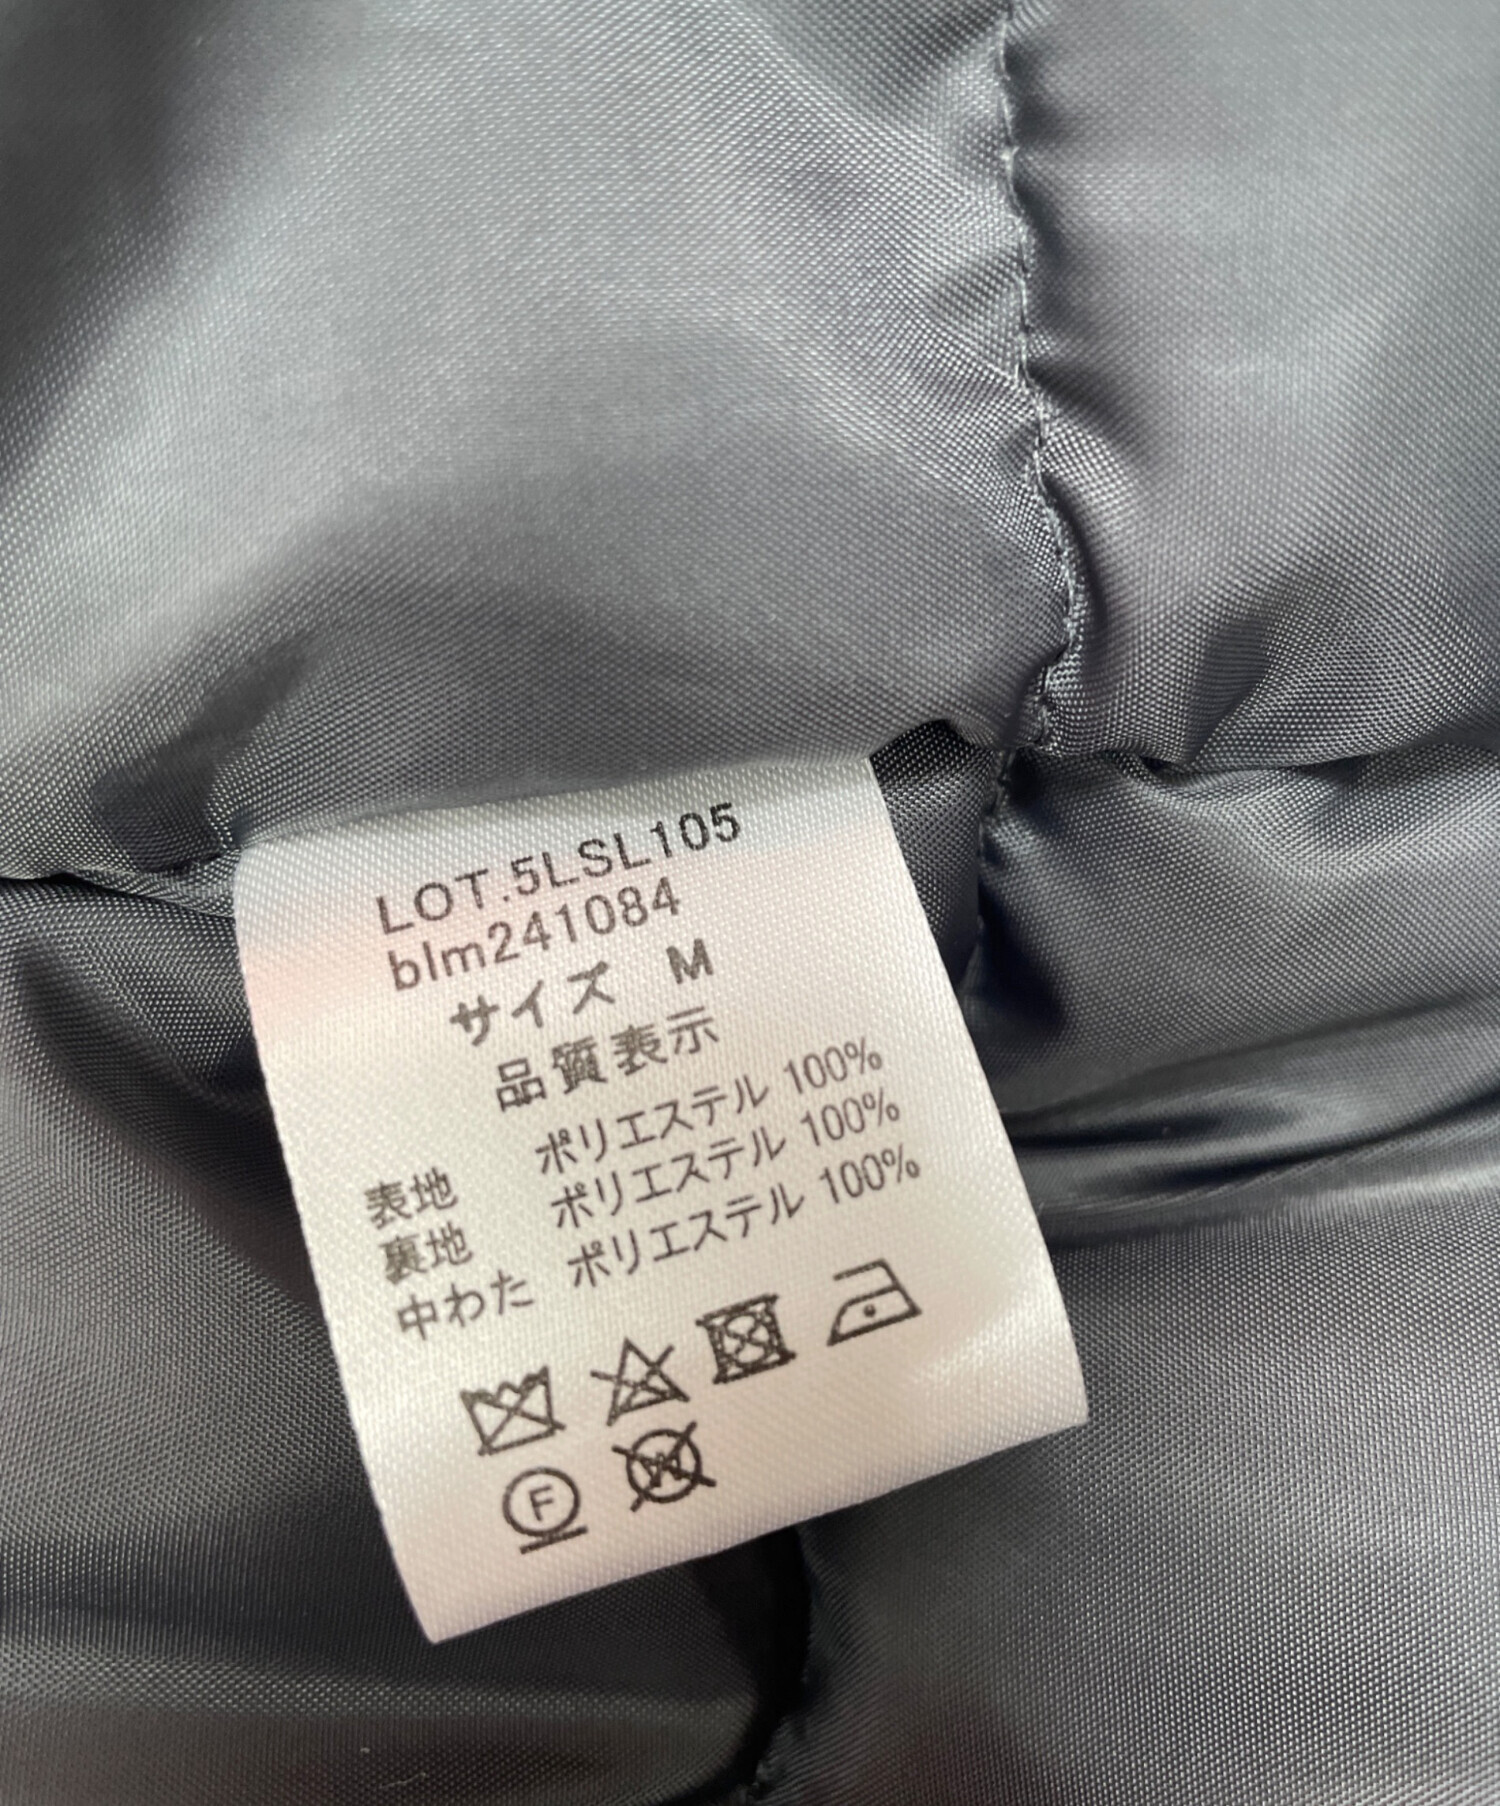 LOT.5LSL105
blm241084
サイズ M
品質表示
表地 ポリエステル 100%
裏地 ポリエステル 100%
中わた ポリエステル 100%
F
W